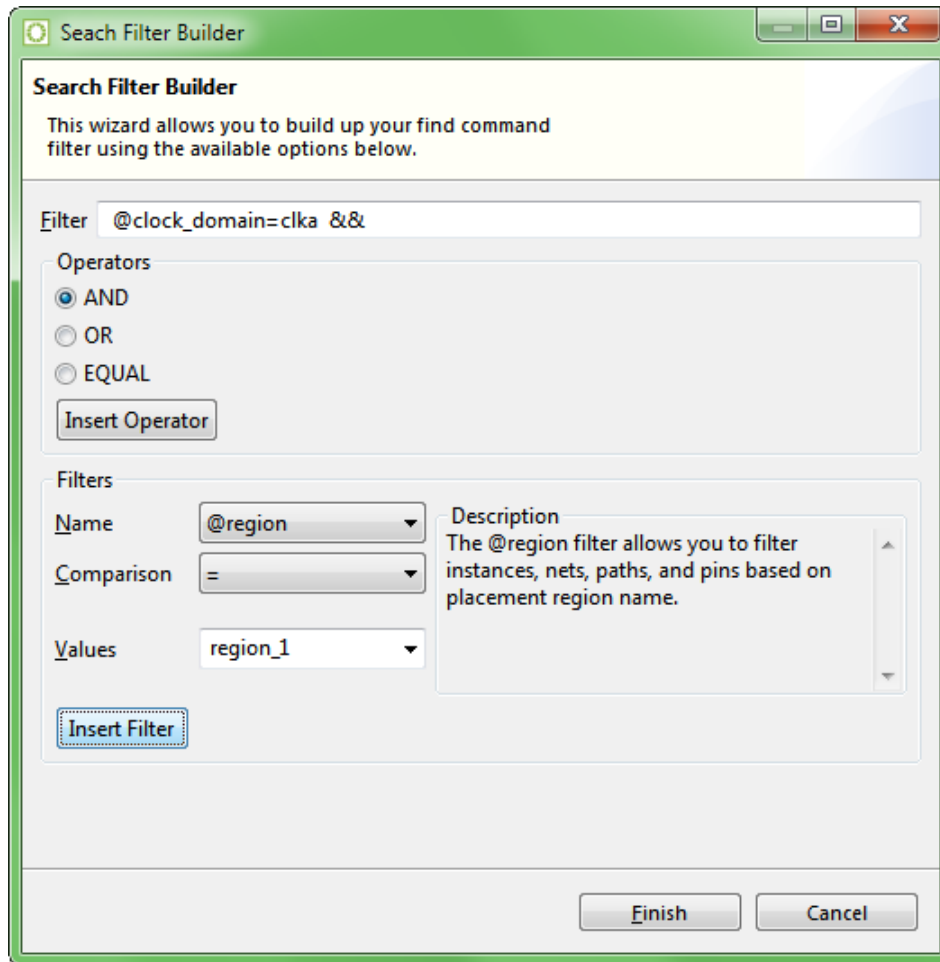 Seach Filter Builder
Search Filter Builder
This wizard allows you to build up your find command
filter using the available options below.
Filter @clock_domain=clka &&
Operators
AND
OR
EQUAL
Insert Operator
Filters
Name @region
Comparison =
Values region_1
Description
The @region filter allows you to filter
instances, nets, paths, and pins based on
placement region name.
Insert Filter
Finish Cancel